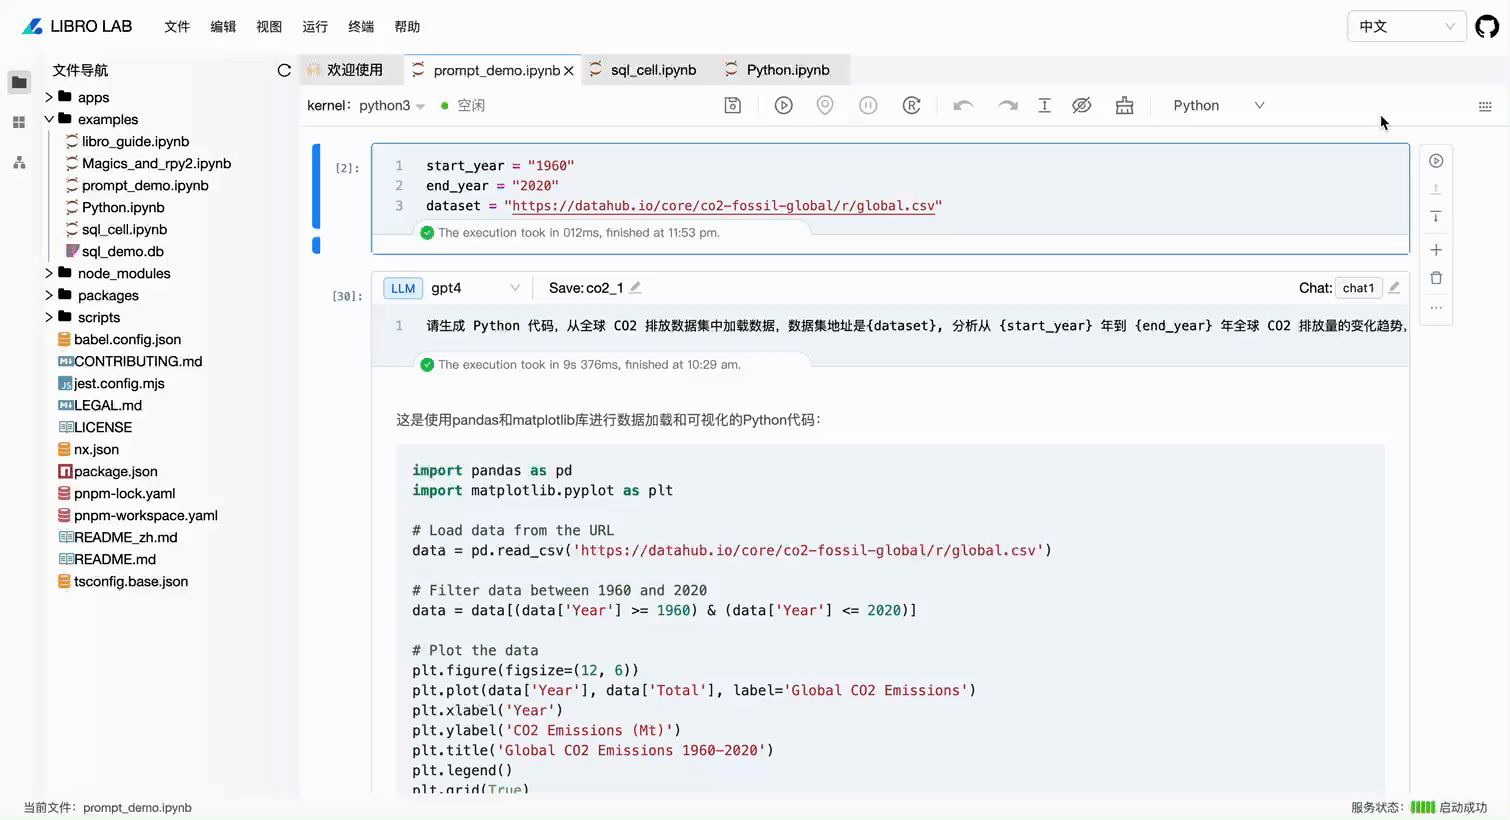 LIBRO LAB 文件 编辑 视图 运行 终端 帮助 中文
文件导航
apps
examples
libro_guide.ipynb
Magics_and_rpy2.ipynb
prompt_demo.ipynb
Python.ipynb
sql_cell.ipynb
sql_demo.db
node_modules
packages
scripts
babel.config.json
CONTRIBUTING.md
jest.config.mjs
LEGAL.md
LICENSE
nx.json
package.json
pnpm-lock.yaml
pnpm-workspace.yaml
README_zh.md
README.md
tsconfig.base.json
欢迎使用 prompt_demo.ipynb sql_cell.ipynb Python.ipynb
kernel: python3 空闲 Python
[2]:
1 start_year = "1960"
2 end_year = "2020"
3 dataset = "https://datahub.io/core/co2-fossil-global/r/global.csv"
The execution took in 012ms, finished at 11:53 pm.
[30]:
LLM gpt4 Save: co2_1 Chat: chat1
1 请生成 Python 代码，从全球 CO2 排放数据集中加载数据，数据集地址是{dataset}, 分析从 {start_year} 年到 {end_year} 年全球 CO2 排放量的变化趋势,
The execution took in 9s 376ms, finished at 10:29 am.
这是使用pandas和matplotlib库进行数据加载和可视化的Python代码：
import pandas as pd
import matplotlib.pyplot as plt
# Load data from the URL
data = pd.read_csv('https://datahub.io/core/co2-fossil-global/r/global.csv')
# Filter data between 1960 and 2020
data = data[(data['Year'] >= 1960) & (data['Year'] <= 2020)]
# Plot the data
plt.figure(figsize=(12, 6))
plt.plot(data['Year'], data['Total'], label='Global CO2 Emissions')
plt.xlabel('Year')
plt.ylabel('CO2 Emissions (Mt)')
plt.title('Global CO2 Emissions 1960-2020')
plt.legend()
plt.grid(True)
当前文件： prompt_demo.ipynb 服务状态： 启动成功